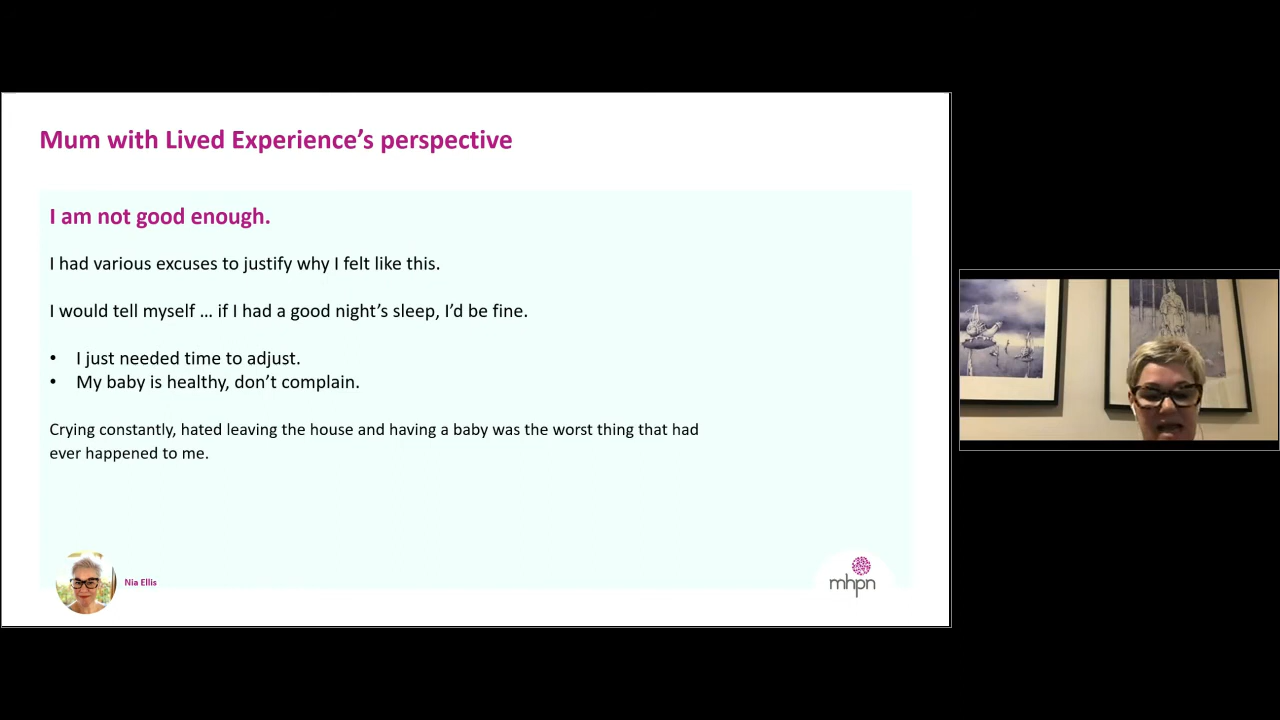 Mum with Lived Experience's perspective
I am not good enough.
I had various excuses to justify why I felt like this.
I would tell myself … if I had a good night's sleep, I'd be fine.
• I just needed time to adjust.
• My baby is healthy, don't complain.
Crying constantly, hated leaving the house and having a baby was the worst thing that had
ever happened to me.
Nia Ellis
mhpn